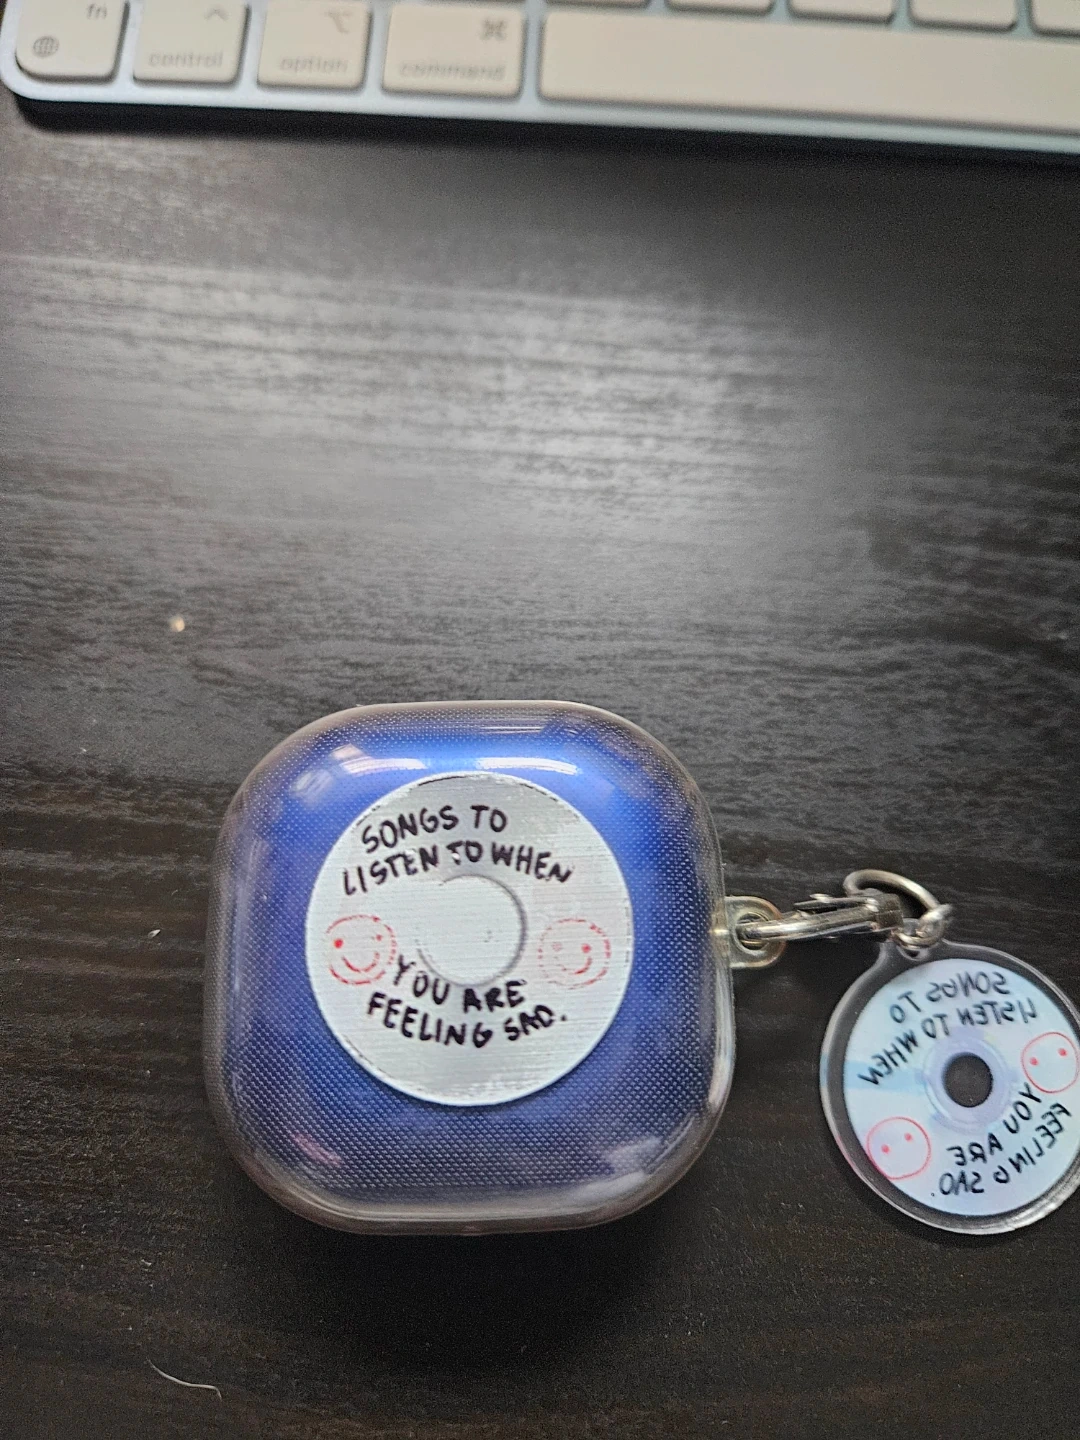 fn
control
option
command
SONGS TO
LISTEN TO WHEN
YOU ARE
FEELING SAD.
SONGS TO
LISTEN TO WHEN
YOU ARE
FEELING SAD.